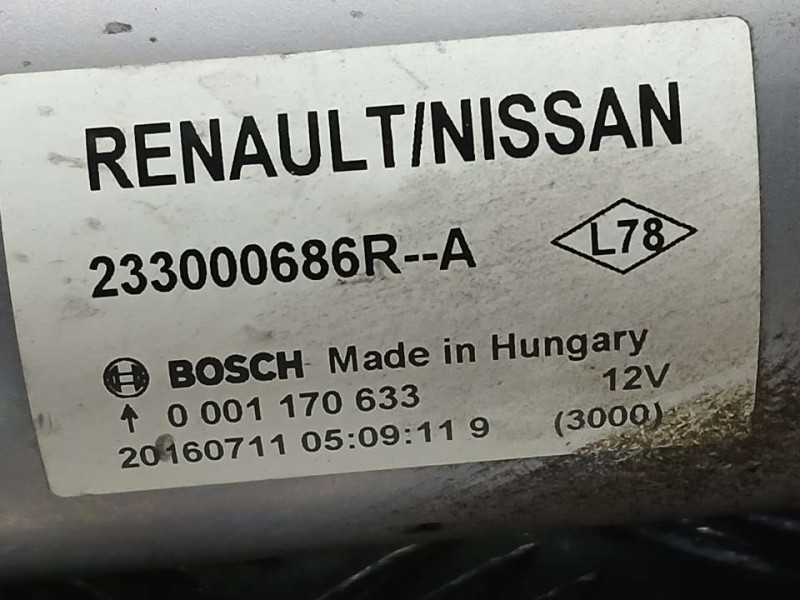 RENAULT/NISSAN
233000686R--A
L78
BOSCH Made in Hungary
0 001 170 633 12V
20160711 05:09:11 9 (3000)